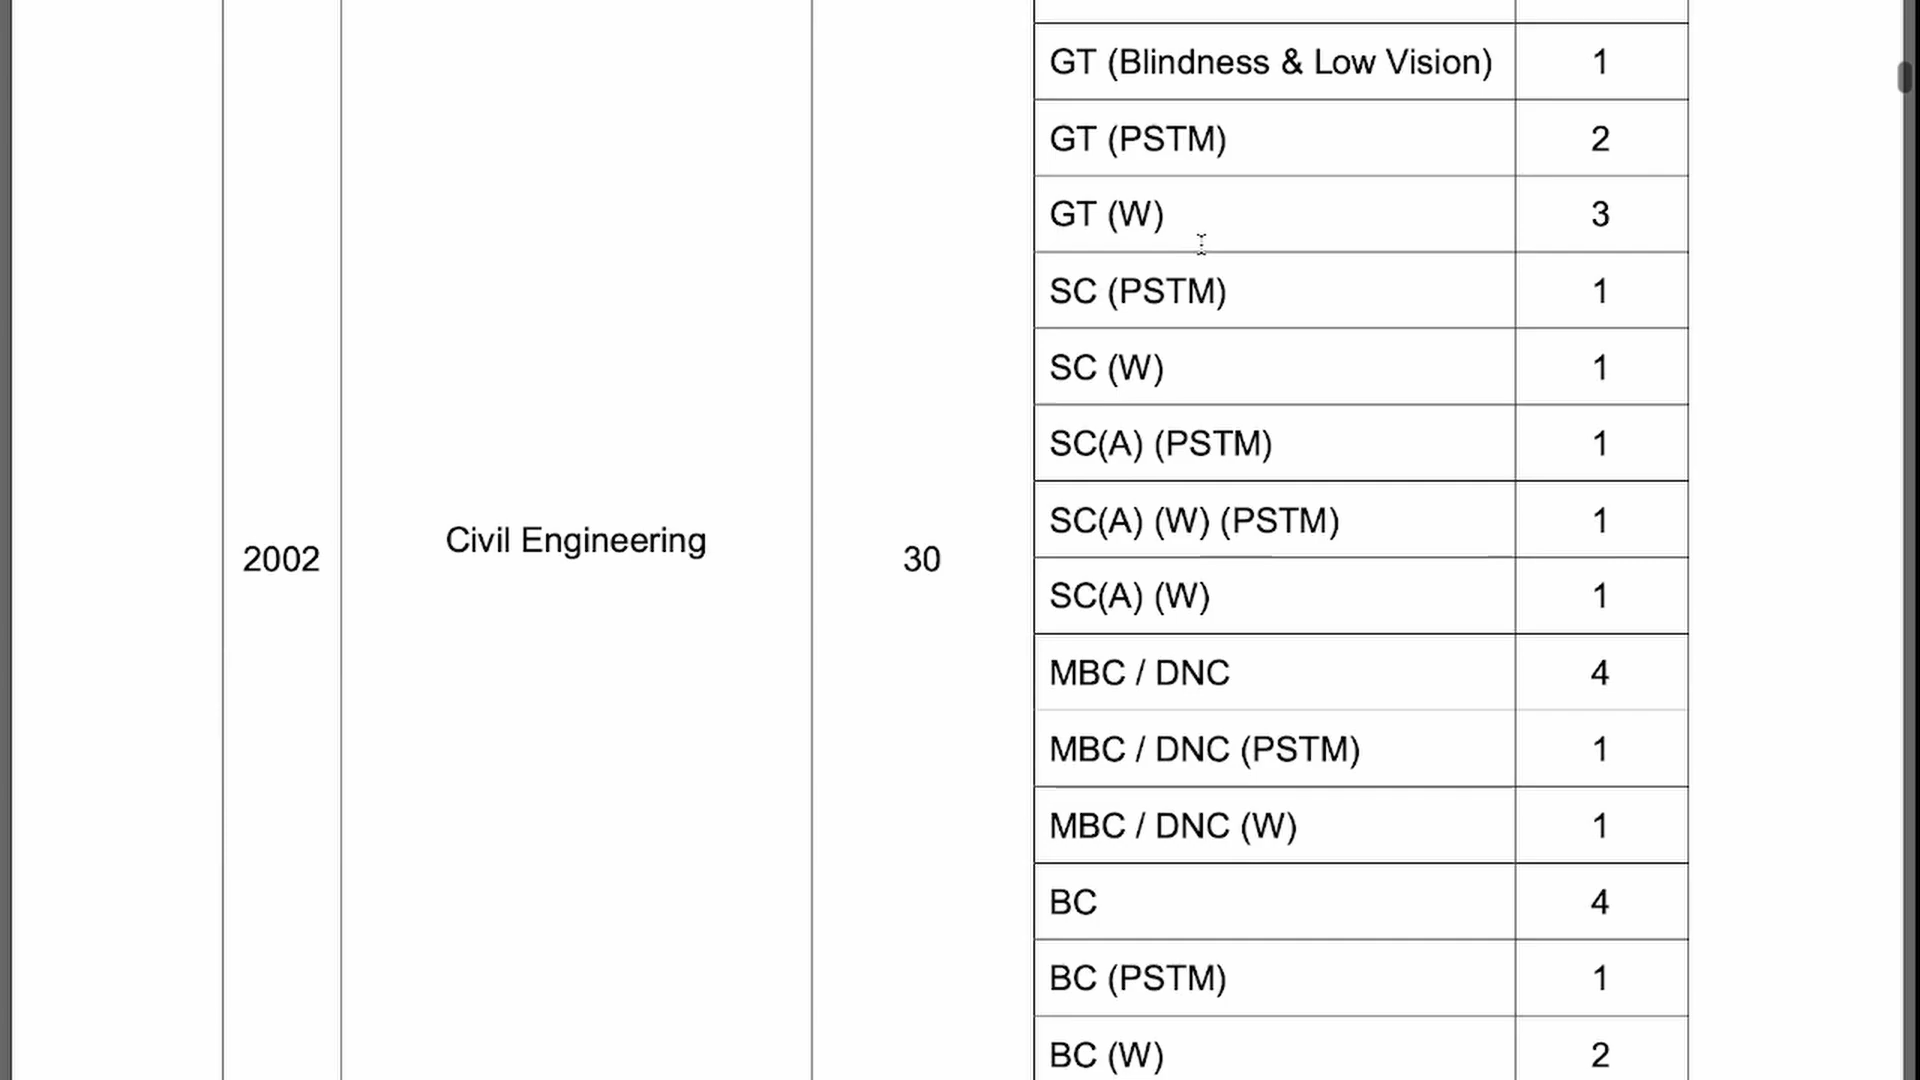 GT (Blindness & Low Vision) 1
GT (PSTM) 2
GT (W) 3
SC (PSTM) 1
SC (W) 1
SC(A) (PSTM) 1
SC(A) (W) (PSTM) 1
2002 Civil Engineering 30
SC(A) (W) 1
MBC / DNC 4
MBC / DNC (PSTM) 1
MBC / DNC (W) 1
BC 4
BC (PSTM) 1
BC (W) 2